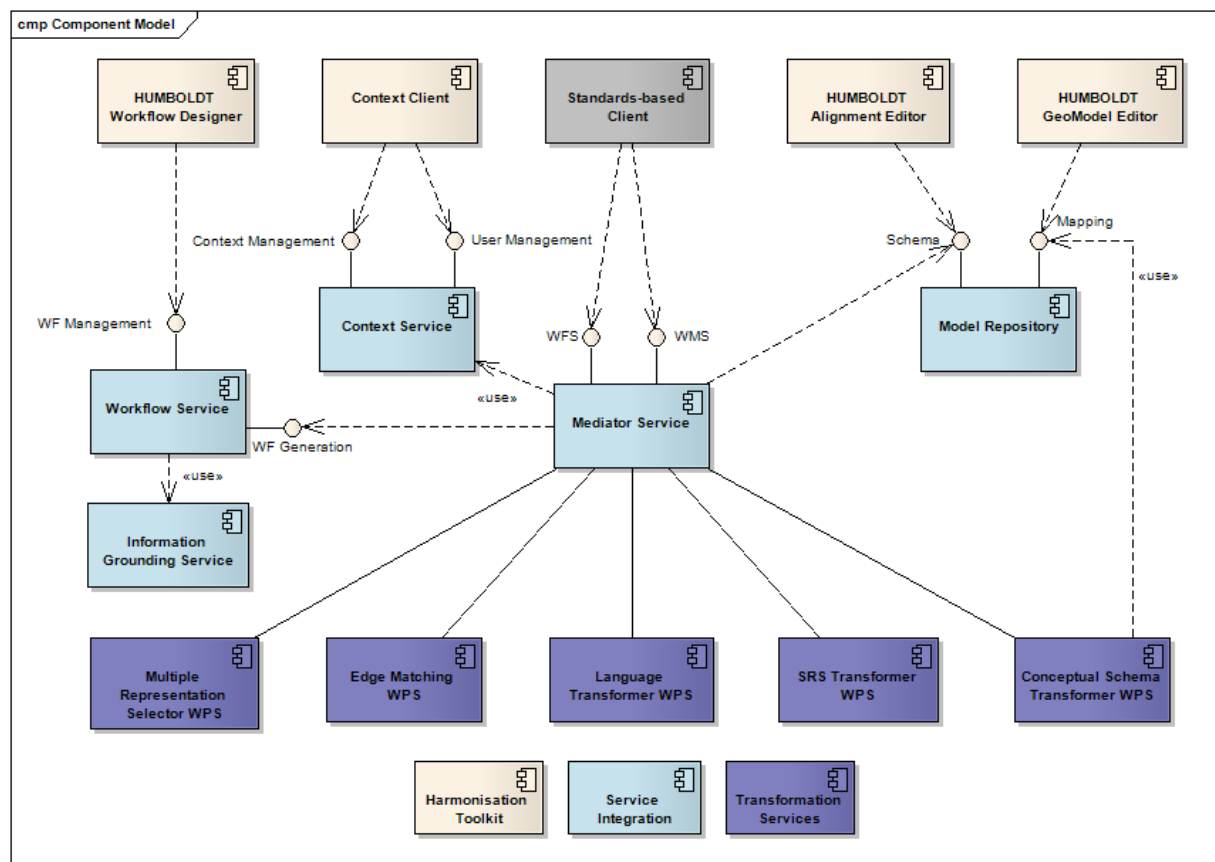 cmp Component Model
HUMBOLDT
Workflow Designer
Context Client
Standards-based
Client
HUMBOLDT
Alignment Editor
HUMBOLDT
GeoModel Editor
Context Management
User Management
Schema
Mapping
«use»
WF Management
Context Service
WFS
WMS
Model Repository
«use»
Workflow Service
WF Generation
Mediator Service
«use»
Information
Grounding Service
Multiple
Representation
Selector WPS
Edge Matching
WPS
Language
Transformer WPS
SRS Transformer
WPS
Conceptual Schema
Transformer WPS
Harmonisation
Toolkit
Service
Integration
Transformation
Services